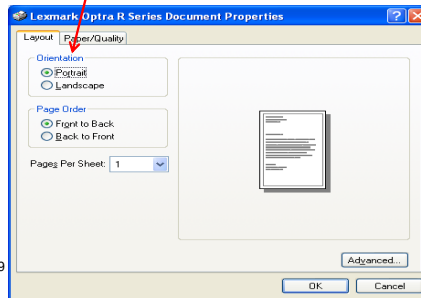 Lexmark Optra R Series Document Properties
Layout Paper/Quality
Orientation
Portrait
Landscape
Page Order
Front to Back
Back to Front
Pages Per Sheet: 1
9
Advanced...
OK Cancel